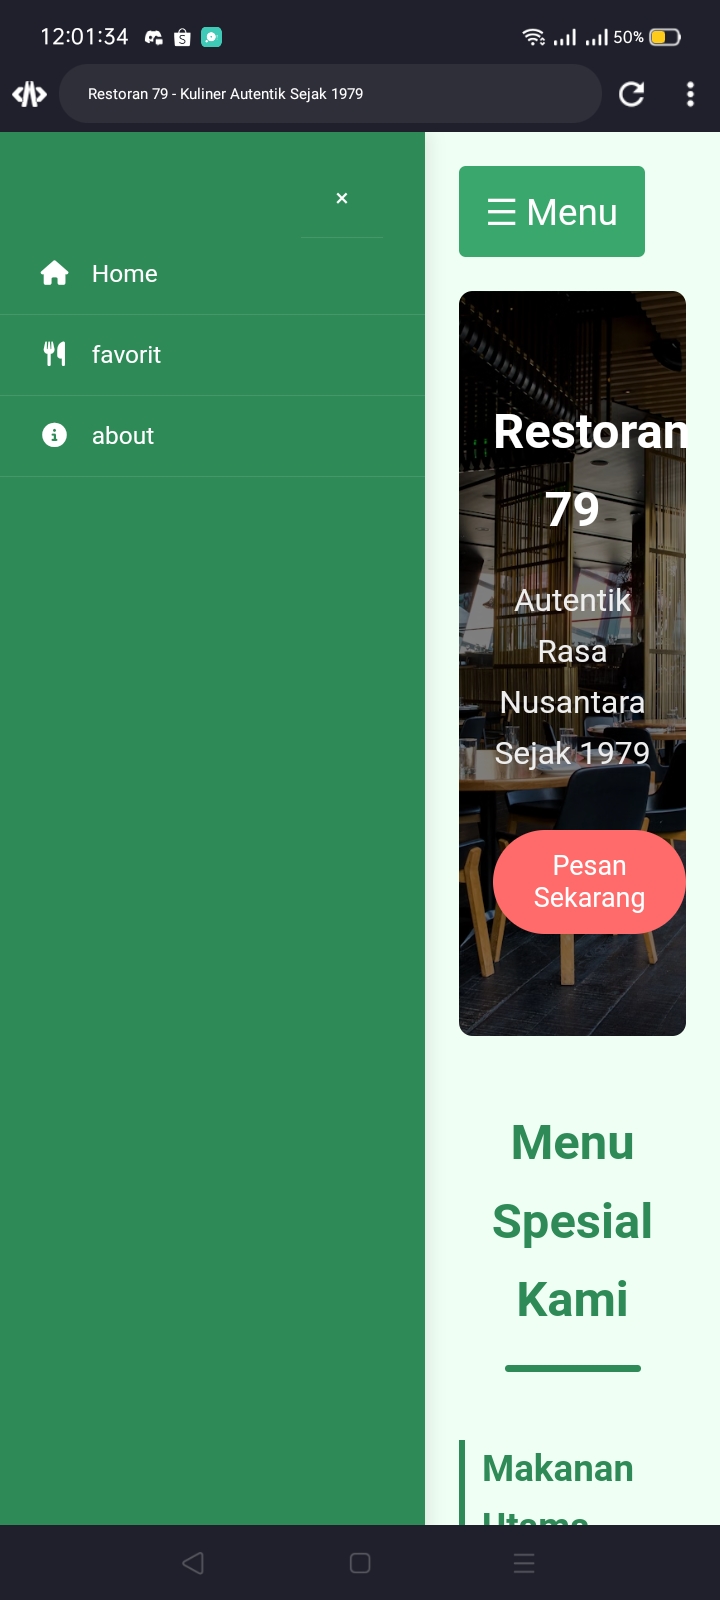 12:01:34
50%
Restoran 79 - Kuliner Autentik Sejak 1979
×
Home
favorit
about
☰ Menu
Restoran
79
Autentik
Rasa
Nusantara
Sejak 1979
Pesan
Sekarang
Menu
Spesial
Kami
Makanan
Utama